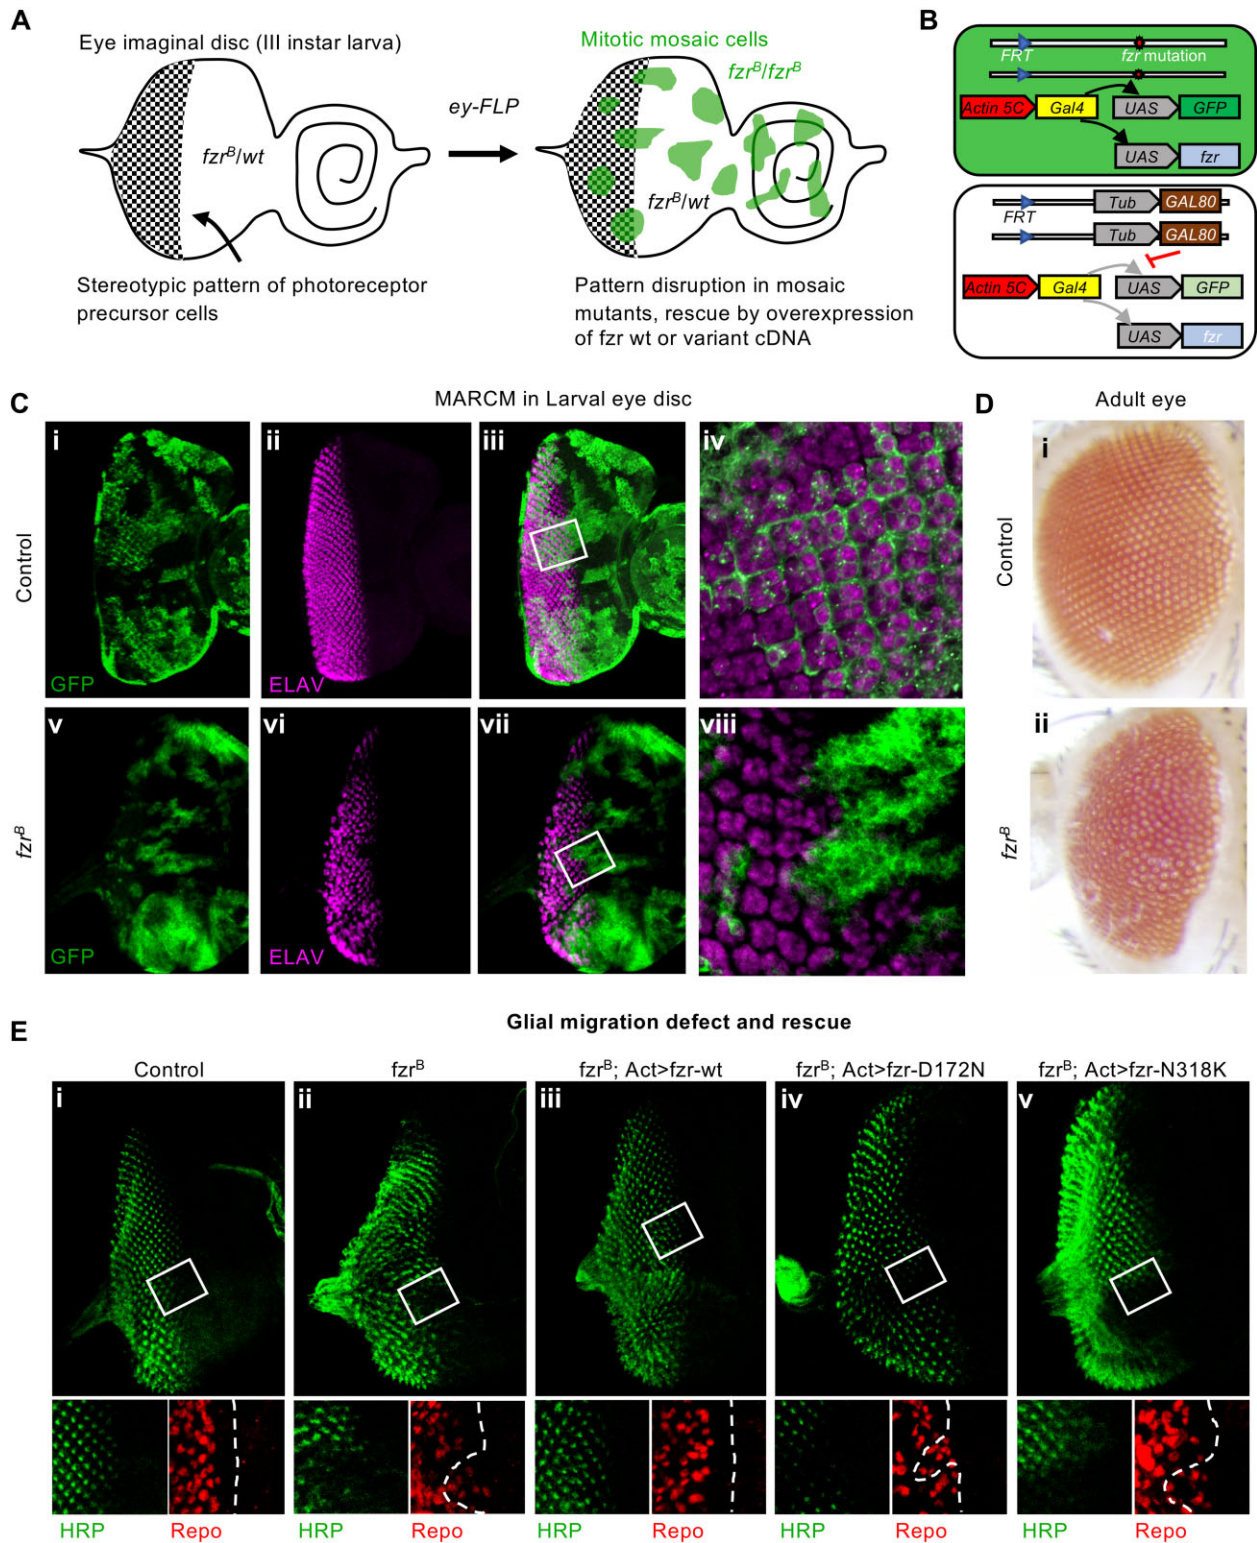 A
Eye imaginal disc (III instar larva)
fzrᴮ/wt
ey-FLP
Mitotic mosaic cells
fzrᴮ/fzrᴮ
fzrᴮ/wt
Stereotypic pattern of photoreceptor
precursor cells
Pattern disruption in mosaic
mutants, rescue by overexpression
of fzr wt or variant cDNA
B
FRT
fzr mutation
Actin 5C Gal4 UAS GFP
UAS fzr
FRT
Tub GAL80
Tub GAL80
Actin 5C Gal4 UAS GFP
UAS fzr
C
MARCM in Larval eye disc
Control
i
GFP
ii
ELAV
iii
iv
fzrᴮ
v
GFP
vi
ELAV
vii
viii
D
Adult eye
Control
i
fzrᴮ
ii
Glial migration defect and rescue
E
Control
fzrᴮ
fzrᴮ; Act>fzr-wt
fzrᴮ; Act>fzr-D172N
fzrᴮ; Act>fzr-N318K
i
ii
iii
iv
v
HRP Repo
HRP Repo
HRP Repo
HRP Repo
HRP Repo